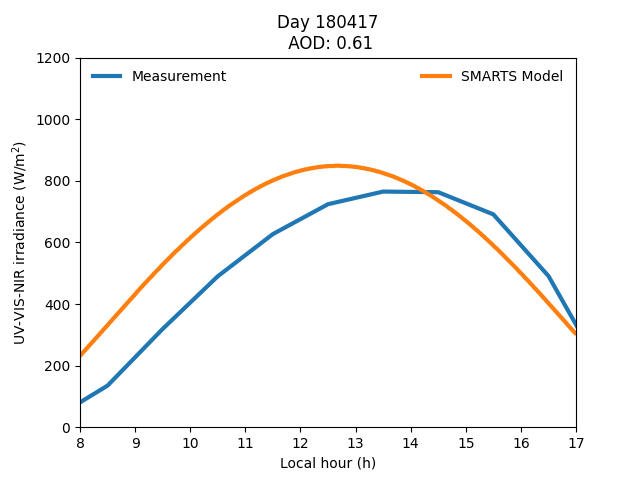 Day 180417
AOD: 0.61
Measurement
SMARTS Model
UV-VIS-NIR irradiance (W/m²)
1200
1000
800
600
400
200
0
8 9 10 11 12 13 14 15 16 17
Local hour (h)